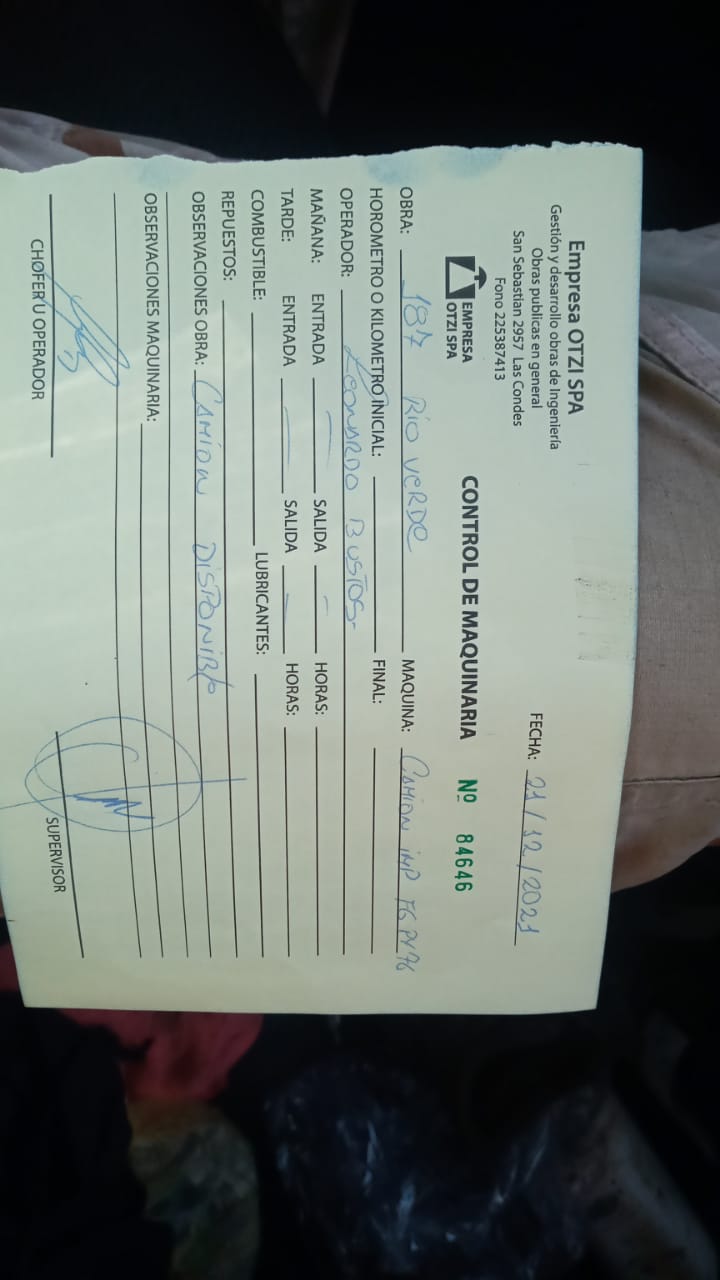 Empresa OTZI SPA
Gestión y desarrollo obras de Ingeniería
Obras publicas en general
San Sebastian 2957 Las Condes
Fono 225387413
FECHA: 21/12/2021
EMPRESA
OTZI SPA
CONTROL DE MAQUINARIA Nº 84646
OBRA: 187 RIO VERDE MAQUINA: CAMION IMP FGPY76
HOROMETRO O KILOMETRO INICIAL: FINAL:
OPERADOR: LEONARDO BUSTOS-
MAÑANA: ENTRADA — SALIDA — HORAS:
TARDE: ENTRADA — SALIDA — HORAS:
COMBUSTIBLE: LUBRICANTES:
REPUESTOS:
OBSERVACIONES OBRA: CAMION DISPONIBLE
OBSERVACIONES MAQUINARIA:
CHOFER U OPERADOR SUPERVISOR